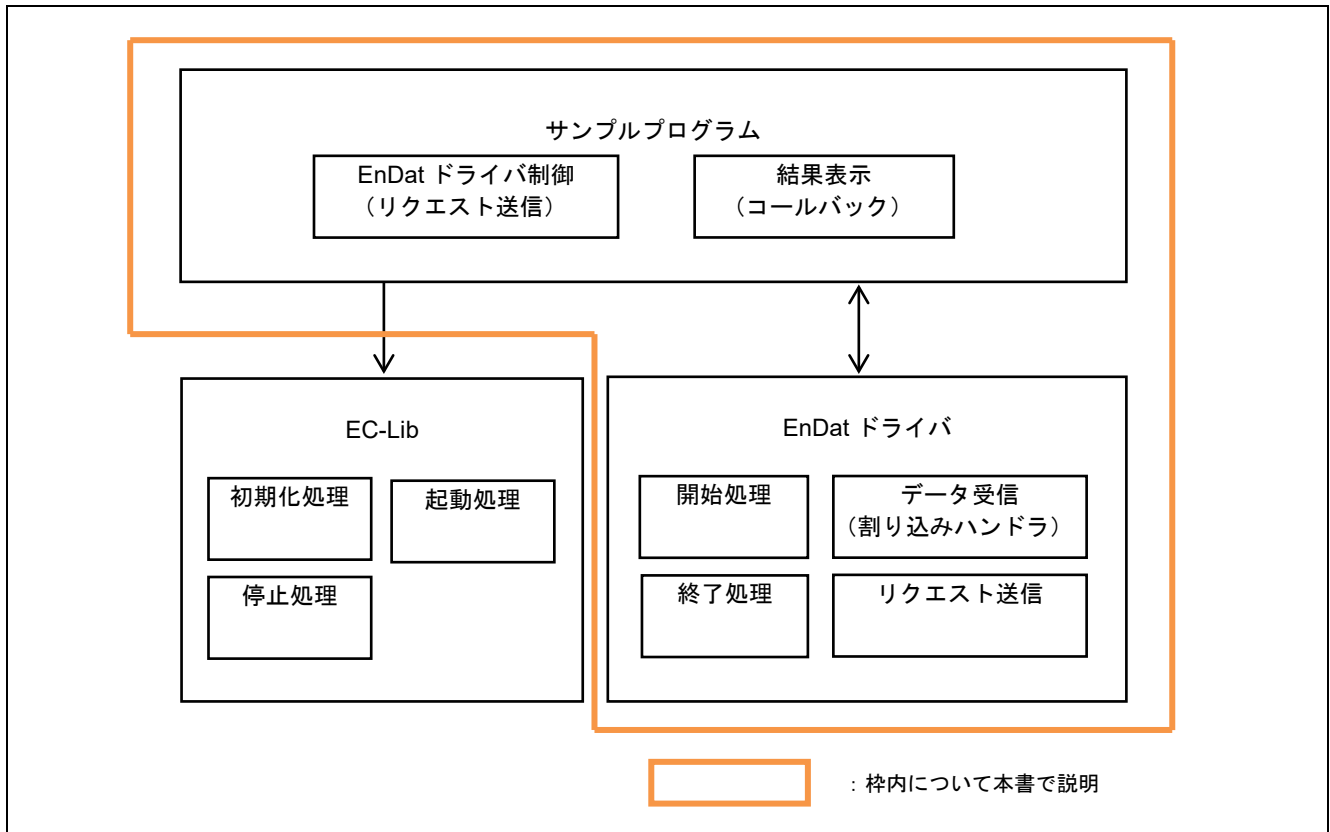 サンプルプログラム
EnDat ドライバ制御
（リクエスト送信）
結果表示
（コールバック）
EC-Lib
初期化処理
起動処理
停止処理
EnDat ドライバ
開始処理
データ受信
（割り込みハンドラ）
終了処理
リクエスト送信
：枠内について本書で説明